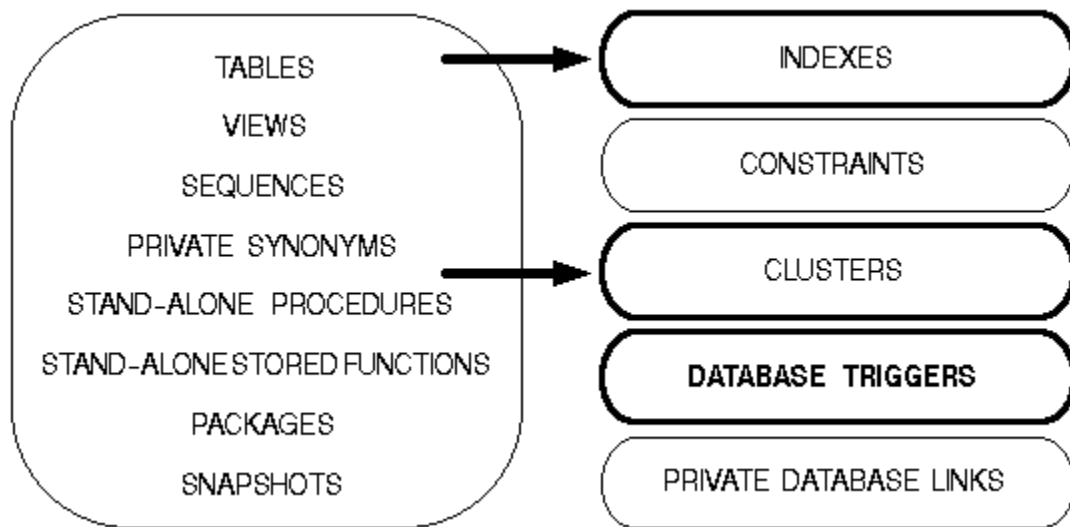 TABLES
VIEWS
SEQUENCES
PRIVATE SYNONYMS
STAND-ALONE PROCEDURES
STAND-ALONE STORED FUNCTIONS
PACKAGES
SNAPSHOTS
INDEXES
CONSTRAINTS
CLUSTERS
DATABASE TRIGGERS
PRIVATE DATABASE LINKS